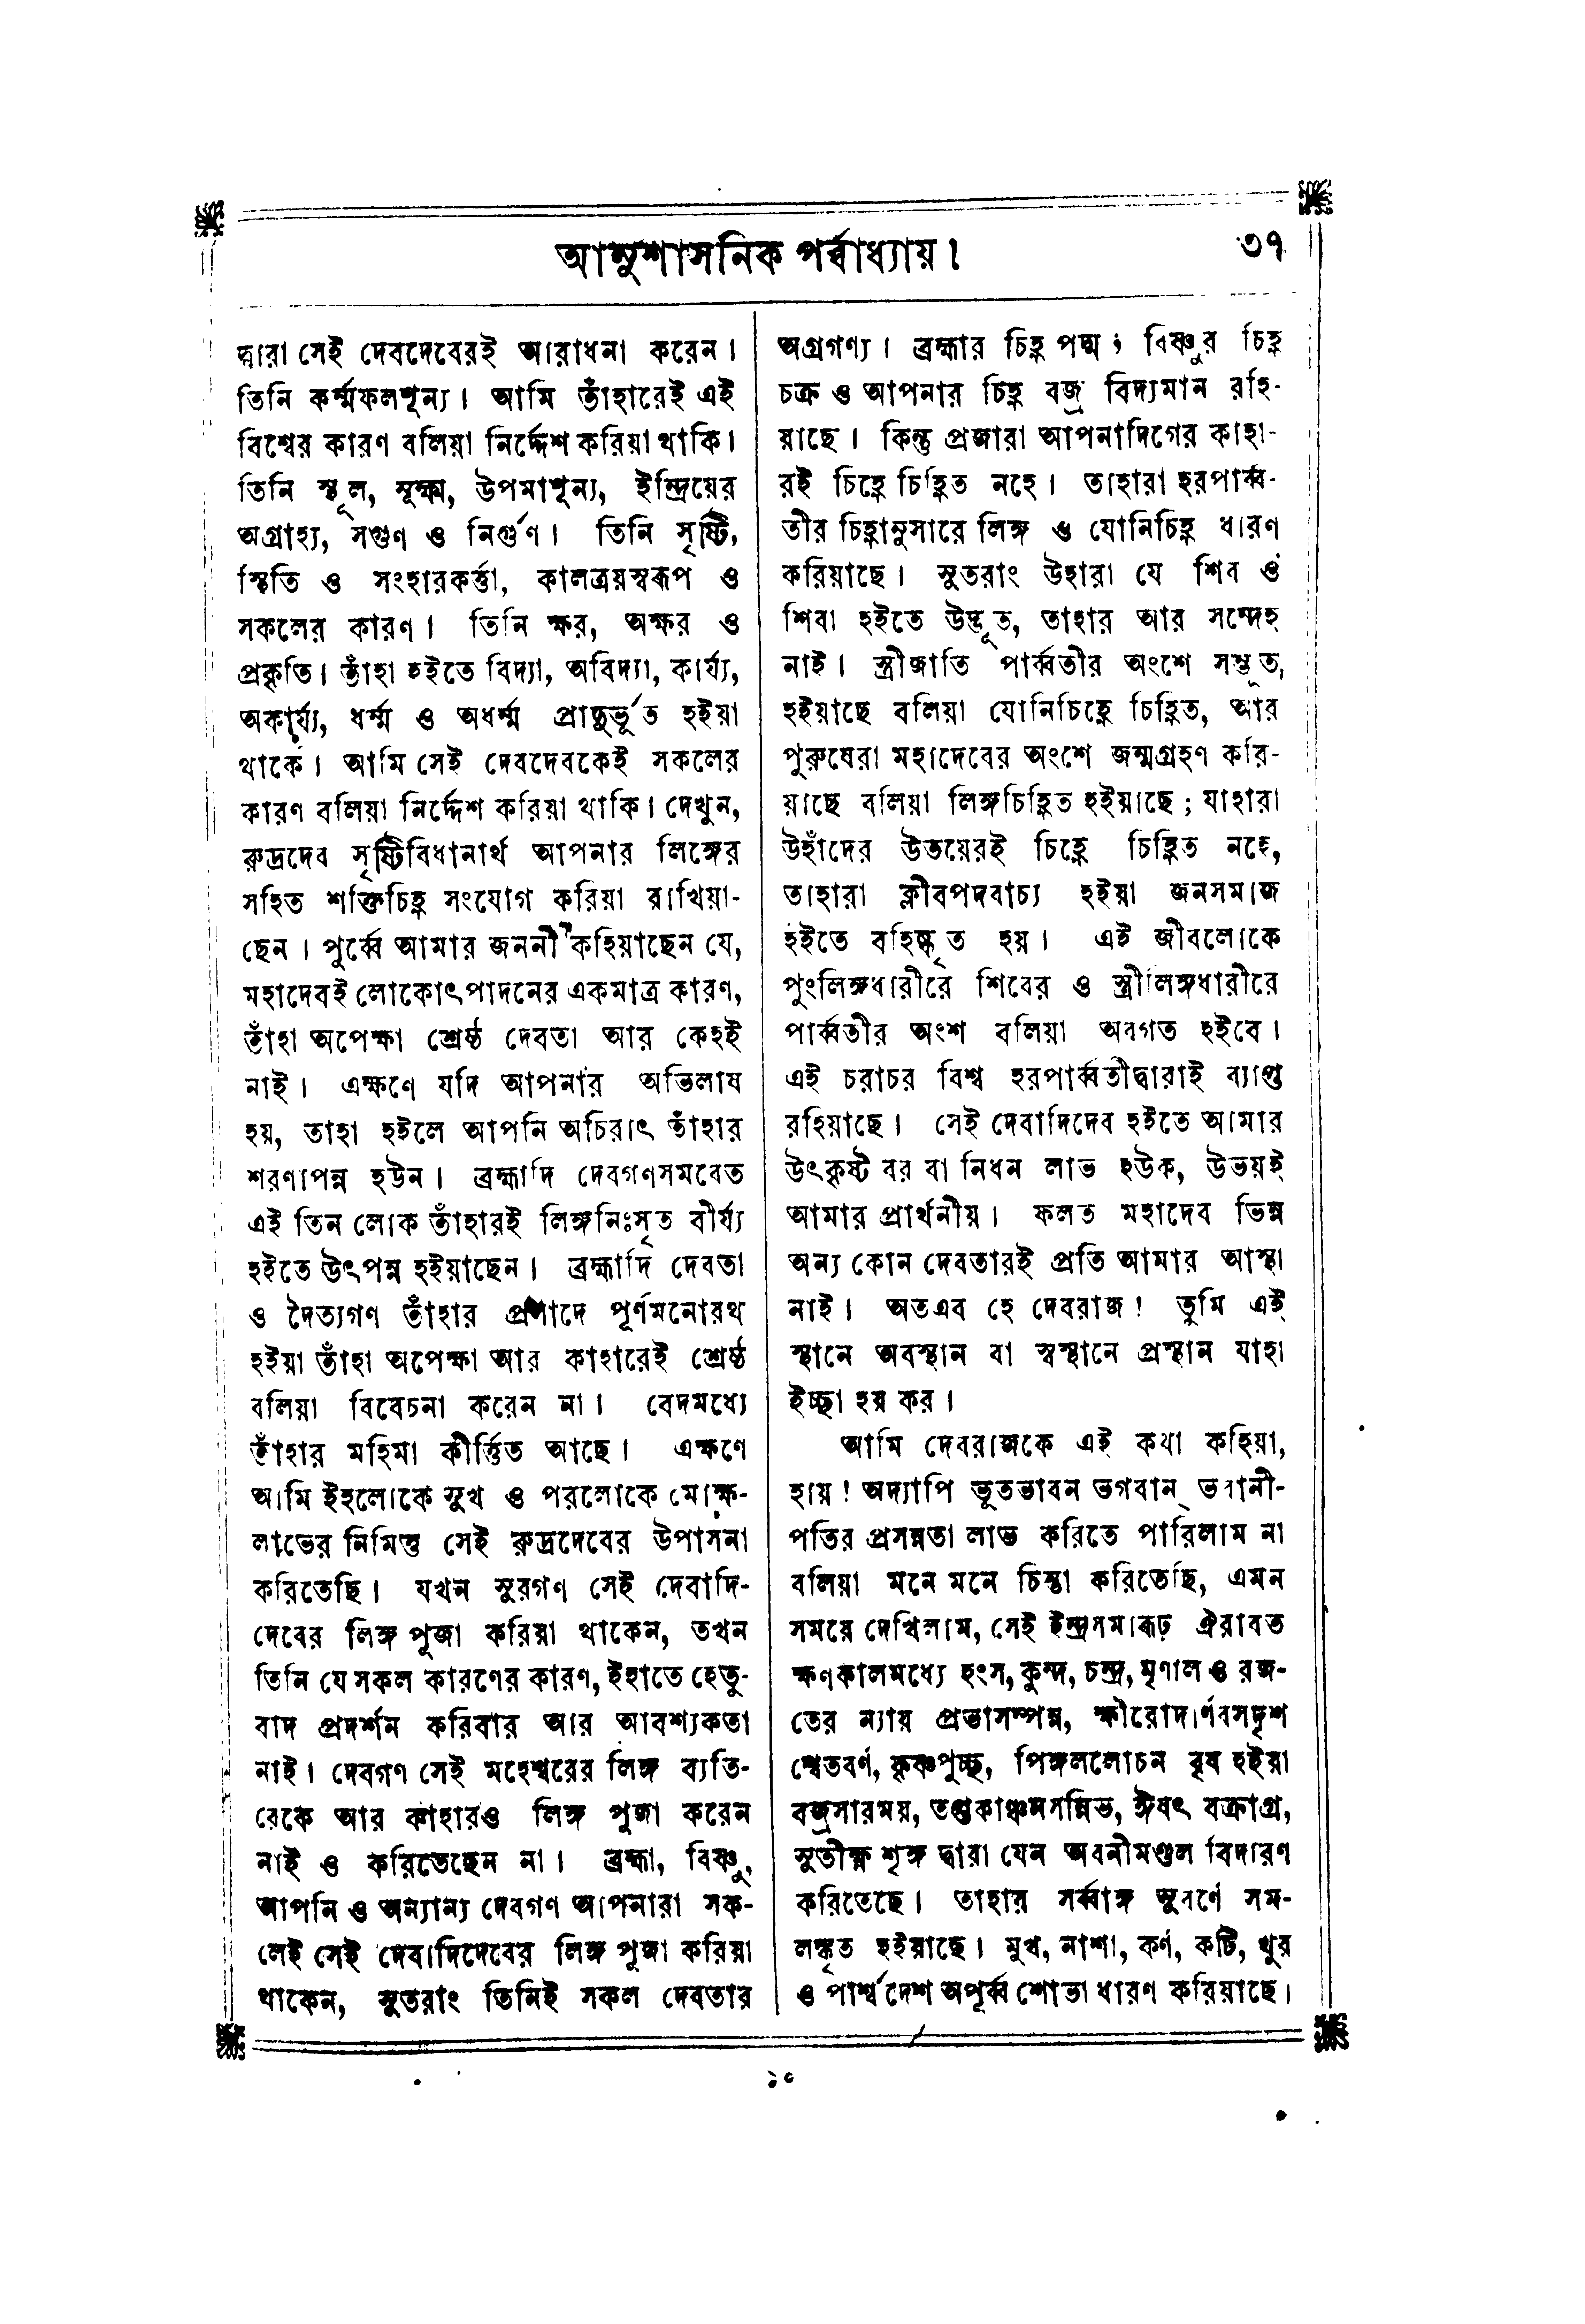 আনুশাসনিক পর্ব্বাধ্যায়।
৩৭
দ্বারা সেই দেবদেবেরই আরাধনা করেন।
তিনি কর্ম্মফলশূন্য। আমি তাঁহারেই এই
বিশ্বের কারণ বলিয়া নির্দ্দেশ করিয়া থাকি।
তিনি স্থূল, সূক্ষ্ম, উপমাশূন্য, ইন্দ্রিয়ের
অগ্রাহ্য, সগুণ ও নির্গুণ। তিনি সৃষ্টি,
স্থিতি ও সংহারকর্ত্তা, কালত্রয়স্বরূপ ও
সকলের কারণ। তিনি ক্ষর, অক্ষর ও
প্রকৃতি। তাঁহা হইতে বিদ্যা, অবিদ্যা, কার্য্য,
অকার্য্য, ধর্ম্ম ও অধর্ম্ম প্রাদুর্ভূত হইয়া
থাকে। আমি সেই দেবদেবকেই সকলের
কারণ বলিয়া নির্দ্দেশ করিয়া থাকি। দেখুন,
রুদ্রদেব সৃষ্টিবিধানার্থ আপনার লিঙ্গের
সহিত শক্তিচিহ্ন সংযোগ করিয়া রাখিয়া-
ছেন। পূর্ব্বে আমার জননী কহিয়াছেন যে,
মহাদেবই লোকোৎপাদনের একমাত্র কারণ,
তাঁহা অপেক্ষা শ্রেষ্ঠ দেবতা আর কেহই
নাই। এক্ষণে যদি আপনার অভিলাষ
হয়, তাহা হইলে আপনি অচিরাৎ তাঁহার
শরণাপন্ন হউন। ব্রহ্মাদি দেবগণসমবেত
এই তিন লোক তাঁহারই লিঙ্গনিঃসৃত বীর্য্য
হইতে উৎপন্ন হইয়াছেন। ব্রহ্মাদি দেবতা
ও দৈত্যগণ তাঁহার প্রসাদে পূর্ণমনোরথ
হইয়া তাঁহা অপেক্ষা আর কাহারেই শ্রেষ্ঠ
বলিয়া বিবেচনা করেন না। বেদমধ্যে
তাঁহার মহিমা কীর্ত্তিত আছে। এক্ষণে
আমি ইহলোকে সুখ ও পরলোকে মোক্ষ-
লাভের নিমিত্ত সেই রুদ্রদেবের উপাসনা
করিতেছি। যখন সুরগণ সেই দেবাদি-
দেবের লিঙ্গ পূজা করিয়া থাকেন, তখন
তিনি যে সকল কারণের কারণ, ইহাতে হেতু-
বাদ প্রদর্শন করিবার আর আবশ্যকতা
নাই। দেবগণ সেই মহেশ্বরের লিঙ্গ ব্যতি-
রেকে আর কাহারও লিঙ্গ পূজা করেন
নাই ও করিতেছেন না। ব্রহ্মা, বিষ্ণু,
আপনি ও অন্যান্য দেবগণ আপনারা সক-
লেই সেই দেবাদিদেবের লিঙ্গ পূজা করিয়া
থাকেন, সুতরাং তিনিই সকল দেবতার
অগ্রগণ্য। ব্রহ্মার চিহ্ন পদ্ম; বিষ্ণুর চিহ্ন
চক্র ও আপনার চিহ্ন বজ্র বিদ্যমান রহি-
য়াছে। কিন্তু প্রজারা আপনাদিগের কাহা-
রই চিহ্নে চিহ্নিত নহে। তাহারা হরপার্ব্ব-
তীর চিহ্নানুসারে লিঙ্গ ও যোনিচিহ্ন ধারণ
করিয়াছে। সুতরাং উহারা যে শিব ও
শিবা হইতে উদ্ভূত, তাহার আর সন্দেহ
নাই। স্ত্রীজাতি পার্ব্বতীর অংশে সম্ভূত,
হইয়াছে বলিয়া যোনিচিহ্নে চিহ্নিত, আর
পুরুষেরা মহাদেবের অংশে জন্মগ্রহণ করি-
য়াছে বলিয়া লিঙ্গচিহ্নিত হইয়াছে; যাহারা
উহাঁদের উভয়েরই চিহ্নে চিহ্নিত নহে,
তাহারা ক্লীবপদবাচ্য হইয়া জনসমাজ
হইতে বহিষ্কৃত হয়। এই জীবলোকে
পুংলিঙ্গধারীরে শিবের ও স্ত্রীলিঙ্গধারীরে
পার্ব্বতীর অংশ বলিয়া অবগত হইবে।
এই চরাচর বিশ্ব হরপার্ব্বতীদ্বারাই ব্যাপ্ত
রহিয়াছে। সেই দেবাদিদেব হইতে আমার
উৎকৃষ্ট বর বা নিধন লাভ হউক, উভয়ই
আমার প্রার্থনীয়। ফলত মহাদেব ভিন্ন
অন্য কোন দেবতারই প্রতি আমার আস্থা
নাই। অতএব হে দেবরাজ! তুমি এই
স্থানে অবস্থান বা স্বস্থানে প্রস্থান যাহা
ইচ্ছা হয় কর।
আমি দেবরাজকে এই কথা কহিয়া,
হায়! অদ্যাপি ভূতভাবন ভগবান্ ভবানী-
পতির প্রসন্নতা লাভ করিতে পারিলাম না
বলিয়া মনে মনে চিন্তা করিতেছি, এমন
সময়ে দেখিলাম, সেই ইন্দ্রসমারূঢ় ঐরাবত
ক্ষণকালমধ্যে হংস, কুন্দ, চন্দ্র, মৃণাল ও রজ-
তের ন্যায় প্রভাসম্পন্ন, ক্ষীরোদার্ণবসদৃশ
শ্বেতবর্ণ, কৃষ্ণপুচ্ছ, পিঙ্গললোচন বৃষ হইয়া
বজ্রসারময়, তপ্তকাঞ্চনসন্নিভ, ঈষৎ বক্রাগ্র,
সুতীক্ষ্ণ শৃঙ্গ দ্বারা যেন অবনীমণ্ডল বিদারণ
করিতেছে। তাহার সর্ব্বাঙ্গ সুবর্ণে সম-
লঙ্কৃত হইয়াছে। মুখ, নাশা, কর্ণ, কটি, খুর
ও পার্শ্বদেশ অপূর্ব্ব শোভা ধারণ করিয়াছে।
১০